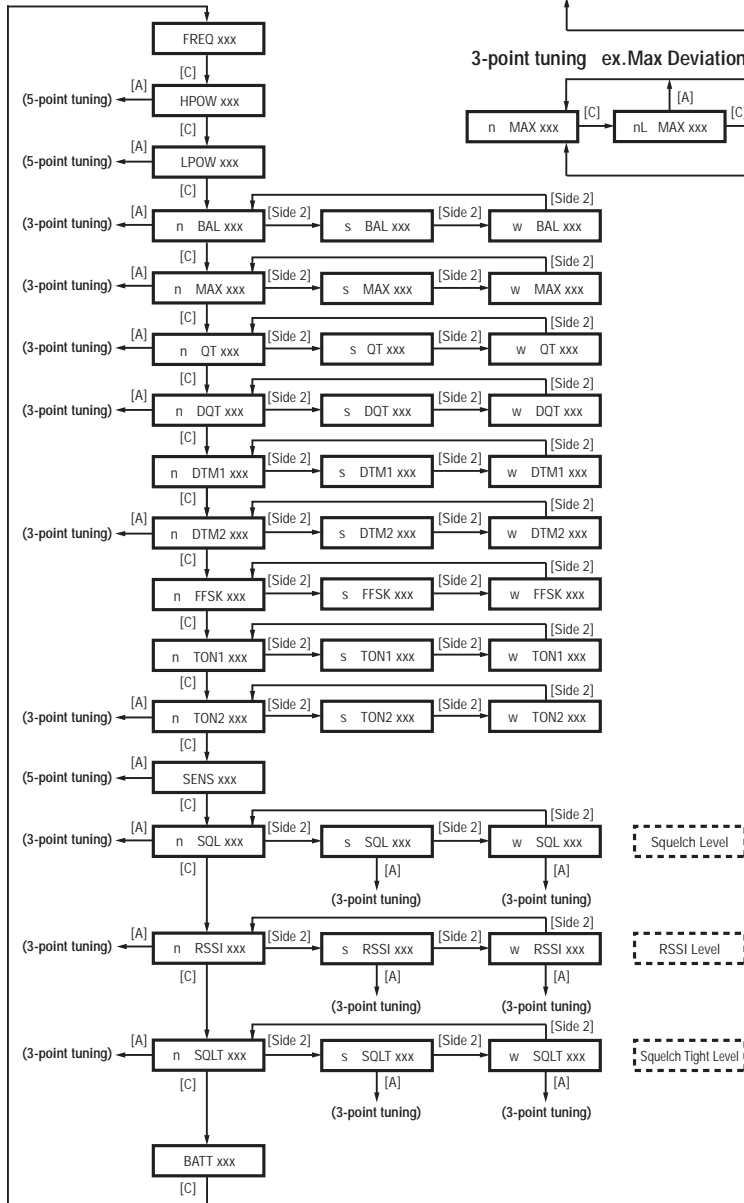 FREQ xxx
[C]
3-point tuning ex.Max Deviation
[A]
(5-point tuning)
HPOW xxx
n MAX xxx
[C]
nL MAX xxx
[A]
[C]
[C]
[A]
(5-point tuning)
LPOW xxx
[C]
[Side 2]
[A]
(3-point tuning)
n BAL xxx
[Side 2]
s BAL xxx
[Side 2]
w BAL xxx
[C]
[Side 2]
[A]
(3-point tuning)
n MAX xxx
[Side 2]
s MAX xxx
[Side 2]
w MAX xxx
[C]
[Side 2]
[A]
(3-point tuning)
n QT xxx
[Side 2]
s QT xxx
[Side 2]
w QT xxx
[C]
[Side 2]
[A]
(3-point tuning)
n DQT xxx
[Side 2]
s DQT xxx
[Side 2]
w DQT xxx
[C]
[Side 2]
n DTM1 xxx
[Side 2]
s DTM1 xxx
[Side 2]
w DTM1 xxx
[C]
[Side 2]
[A]
(3-point tuning)
n DTM2 xxx
[Side 2]
s DTM2 xxx
[Side 2]
w DTM2 xxx
[C]
[Side 2]
n FFSK xxx
[Side 2]
s FFSK xxx
[Side 2]
w FFSK xxx
[C]
[Side 2]
n TON1 xxx
[Side 2]
s TON1 xxx
[Side 2]
w TON1 xxx
[C]
[Side 2]
[A]
(3-point tuning)
n TON2 xxx
[Side 2]
s TON2 xxx
[Side 2]
w TON2 xxx
[C]
[A]
(5-point tuning)
SENS xxx
[C]
[Side 2]
[A]
(3-point tuning)
n SQL xxx
[Side 2]
s SQL xxx
[Side 2]
w SQL xxx
Squelch Level
[C]
[A]
[A]
(3-point tuning)
(3-point tuning)
[Side 2]
[A]
(3-point tuning)
n RSSI xxx
[Side 2]
s RSSI xxx
[Side 2]
w RSSI xxx
RSSI Level
[C]
[A]
[A]
(3-point tuning)
(3-point tuning)
[Side 2]
[A]
(3-point tuning)
n SQLT xxx
[Side 2]
s SQLT xxx
[Side 2]
w SQLT xxx
Squelch Tight Level
[C]
[A]
[A]
(3-point tuning)
(3-point tuning)
BATT xxx
[C]